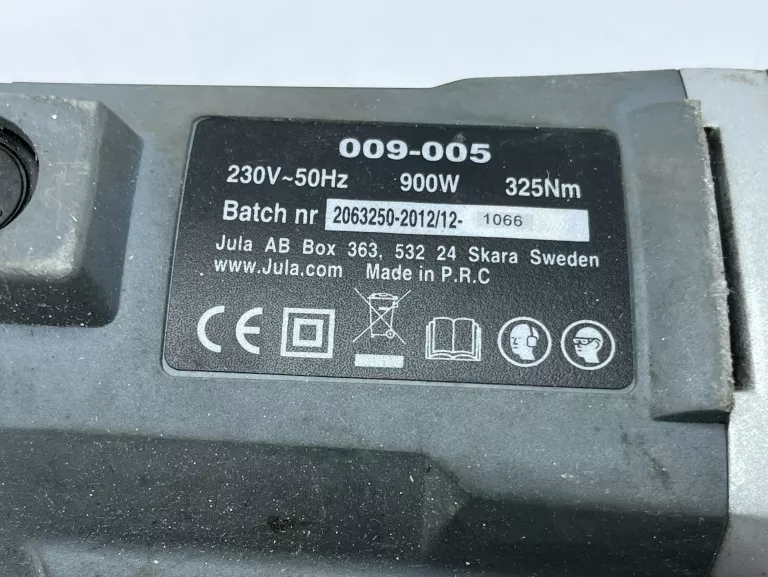 009-005
230V~50Hz 900W 325Nm
Batch nr 2063250-2012/12- 1066
Jula AB Box 363, 532 24 Skara Sweden
www.Jula.com Made in P.R.C
CE